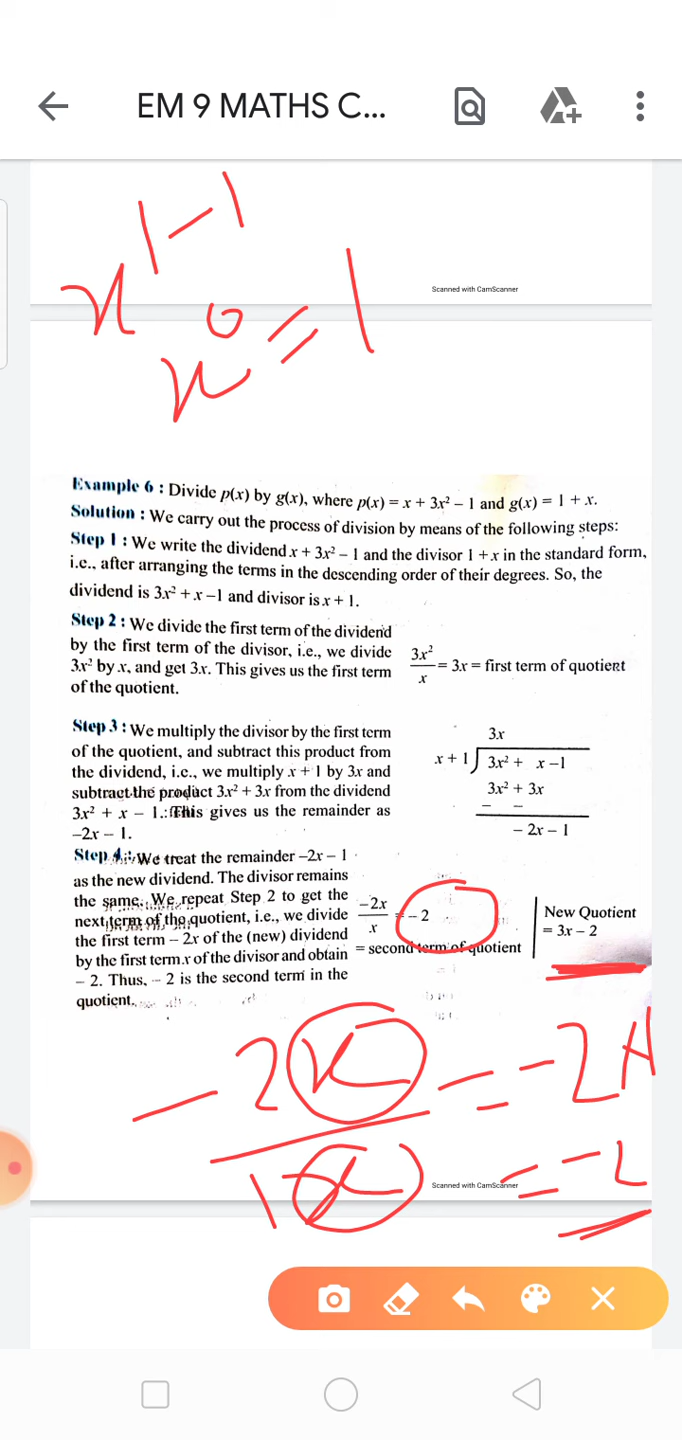 EM 9 MATHS C...
x^1-1
x^0 = 1
Scanned with CamScanner
Example 6 : Divide p(x) by g(x), where p(x) = x + 3x² – 1 and g(x) = 1 + x.
Solution : We carry out the process of division by means of the following steps:
Step 1 : We write the dividend x + 3x² – 1 and the divisor 1 + x in the standard form,
i.e., after arranging the terms in the descending order of their degrees. So, the
dividend is 3x² + x –1 and divisor is x + 1.
Step 2 : We divide the first term of the dividend
by the first term of the divisor, i.e., we divide
3x² by x, and get 3x. This gives us the first term
of the quotient.
3x²/x = 3x = first term of quotient
Step 3 : We multiply the divisor by the first term
of the quotient, and subtract this product from
the dividend, i.e., we multiply x + 1 by 3x and
subtract the product 3x² + 3x from the dividend
3x² + x – 1. This gives us the remainder as
–2x – 1.
3x
x + 1 3x² + x –1
3x² + 3x
– –
– 2x – 1
Step 4 : We treat the remainder –2x – 1
as the new dividend. The divisor remains
the same. We repeat Step 2 to get the
next term of the quotient, i.e., we divide
the first term – 2x of the (new) dividend
by the first term x of the divisor and obtain
– 2. Thus, – 2 is the second term in the
quotient.
–2x/x = – 2
= second term of quotient
New Quotient
= 3x – 2
-2x/1x = -2
= -2
Scanned with CamScanner